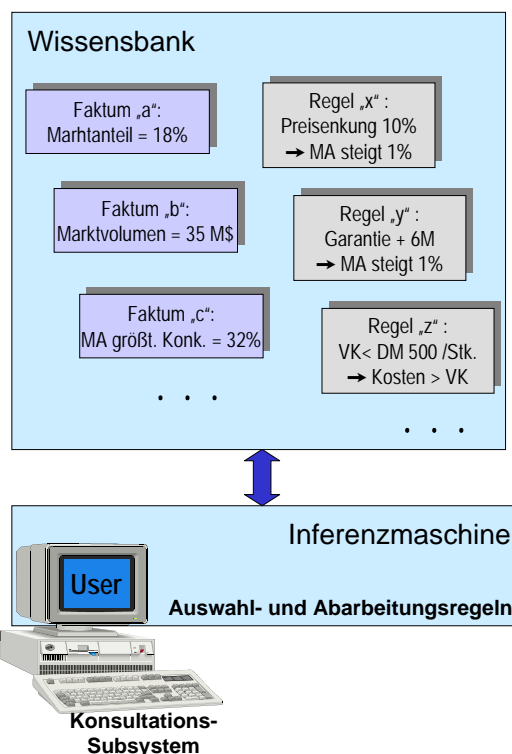 Wissensbank
Faktum „a“:
Marhtanteil = 18%
Regel „x“ :
Preisenkung 10%
→ MA steigt 1%
Faktum „b“:
Marktvolumen = 35 M$
Regel „y“ :
Garantie + 6M
→ MA steigt 1%
Faktum „c“:
MA größt. Konk. = 32%
Regel „z“ :
VK< DM 500 /Stk.
→ Kosten > VK
. . .
. . .
Inferenzmaschine
User
Auswahl- und Abarbeitungsregeln
Konsultations-
Subsystem